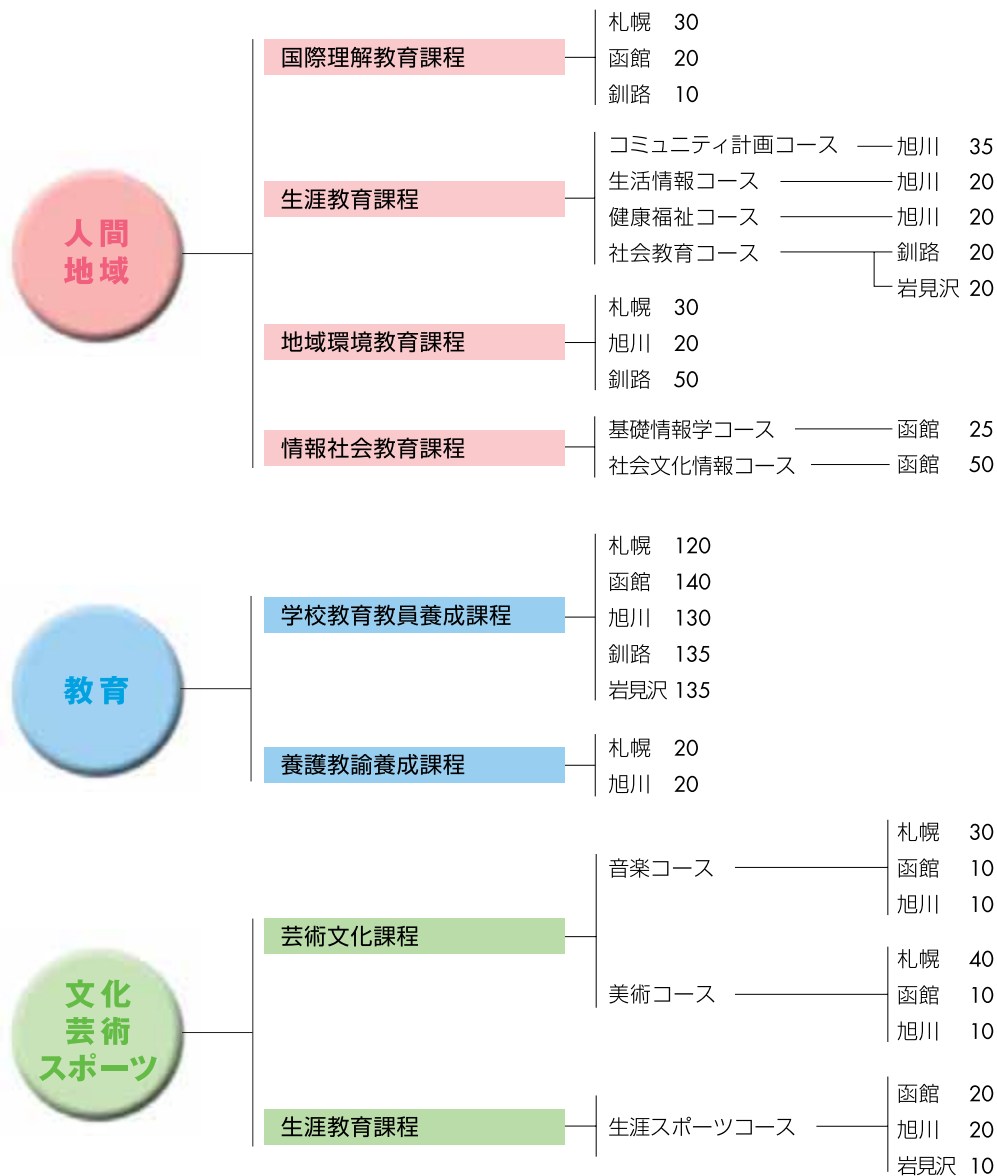 人間
地域
国際理解教育課程
札幌 30
函館 20
釧路 10
生涯教育課程
コミュニティ計画コース 旭川 35
生活情報コース 旭川 20
健康福祉コース 旭川 20
社会教育コース 釧路 20
岩見沢 20
地域環境教育課程
札幌 30
旭川 20
釧路 50
情報社会教育課程
基礎情報学コース 函館 25
社会文化情報コース 函館 50
教育
学校教育教員養成課程
札幌 120
函館 140
旭川 130
釧路 135
岩見沢 135
養護教諭養成課程
札幌 20
旭川 20
文化
芸術
スポーツ
芸術文化課程
音楽コース
札幌 30
函館 10
旭川 10
美術コース
札幌 40
函館 10
旭川 10
生涯教育課程
生涯スポーツコース
函館 20
旭川 20
岩見沢 10